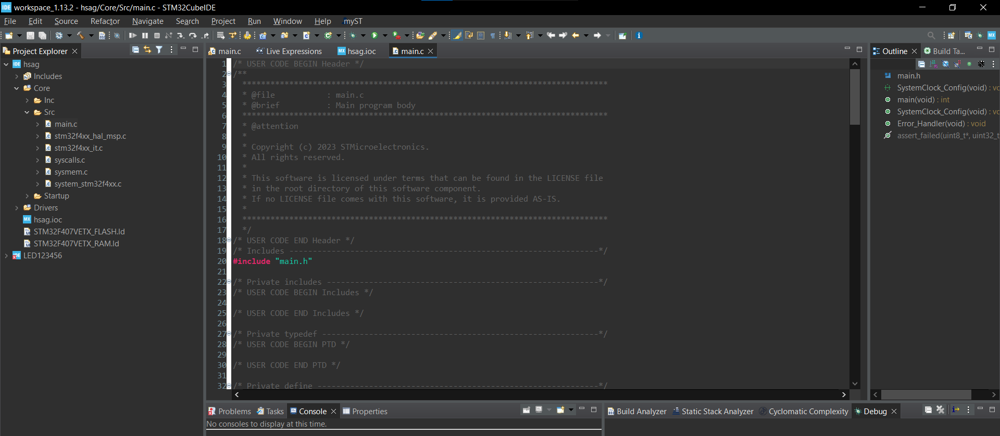 IDE workspace_1.13.2 - hsag/Core/Src/main.c - STM32CubeIDE
File Edit Source Refactor Navigate Search Project Run Window Help myST
Project Explorer
hsag
Includes
Core
Inc
Src
main.c
stm32f4xx_hal_msp.c
stm32f4xx_it.c
syscalls.c
sysmem.c
system_stm32f4xx.c
Startup
Drivers
hsag.ioc
STM32F407VETX_FLASH.ld
STM32F407VETX_RAM.ld
LED123456
main.c Live Expressions hsag.ioc main.c
1 /* USER CODE BEGIN Header */
2 /**
3 ******************************************************************************
4 * @file : main.c
5 * @brief : Main program body
6 ******************************************************************************
7 * @attention
8 *
9 * Copyright (c) 2023 STMicroelectronics.
10 * All rights reserved.
11 *
12 * This software is licensed under terms that can be found in the LICENSE file
13 * in the root directory of this software component.
14 * If no LICENSE file comes with this software, it is provided AS-IS.
15 *
16 ******************************************************************************
17 */
18 /* USER CODE END Header */
19 /* Includes ------------------------------------------------------------------*/
20 #include "main.h"
21
22 /* Private includes ----------------------------------------------------------*/
23 /* USER CODE BEGIN Includes */
24
25 /* USER CODE END Includes */
26
27 /* Private typedef -----------------------------------------------------------*/
28 /* USER CODE BEGIN PTD */
29
30 /* USER CODE END PTD */
31
32 /* Private define ------------------------------------------------------------*/
Outline Build Ta...
main.h
SystemClock_Config(void) : vo
main(void) : int
SystemClock_Config(void) : vo
Error_Handler(void) : void
assert_failed(uint8_t*, uint32_t
Problems Tasks Console Properties
No consoles to display at this time.
Build Analyzer Static Stack Analyzer Cyclomatic Complexity Debug